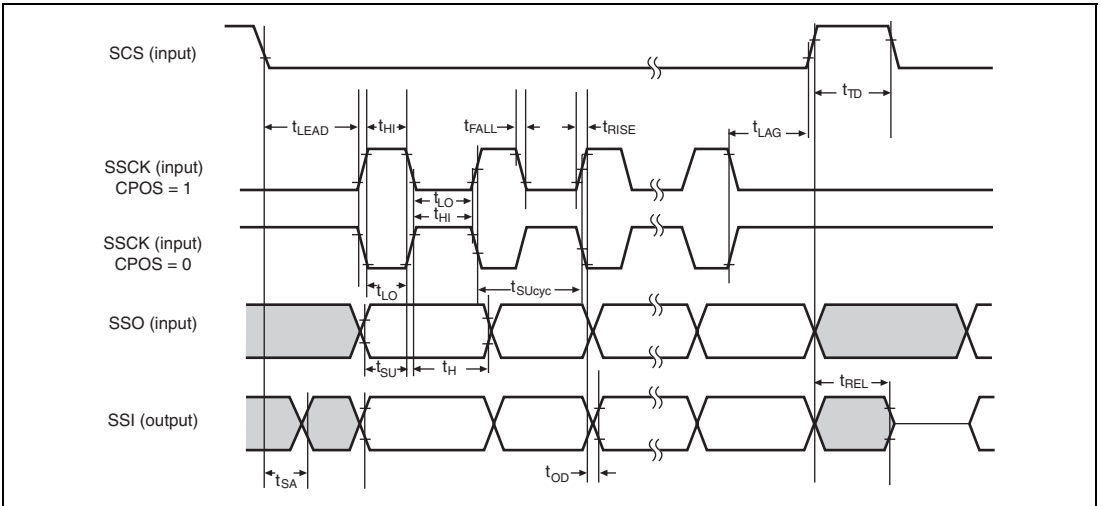 SCS (input)
tTD
tLEAD
tHI
tFALL
tRISE
tLAG
SSCK (input)
CPOS = 1
tLO
tHI
SSCK (input)
CPOS = 0
tLO
tSUcyc
SSO (input)
tSU
tH
tREL
SSI (output)
tSA
tOD